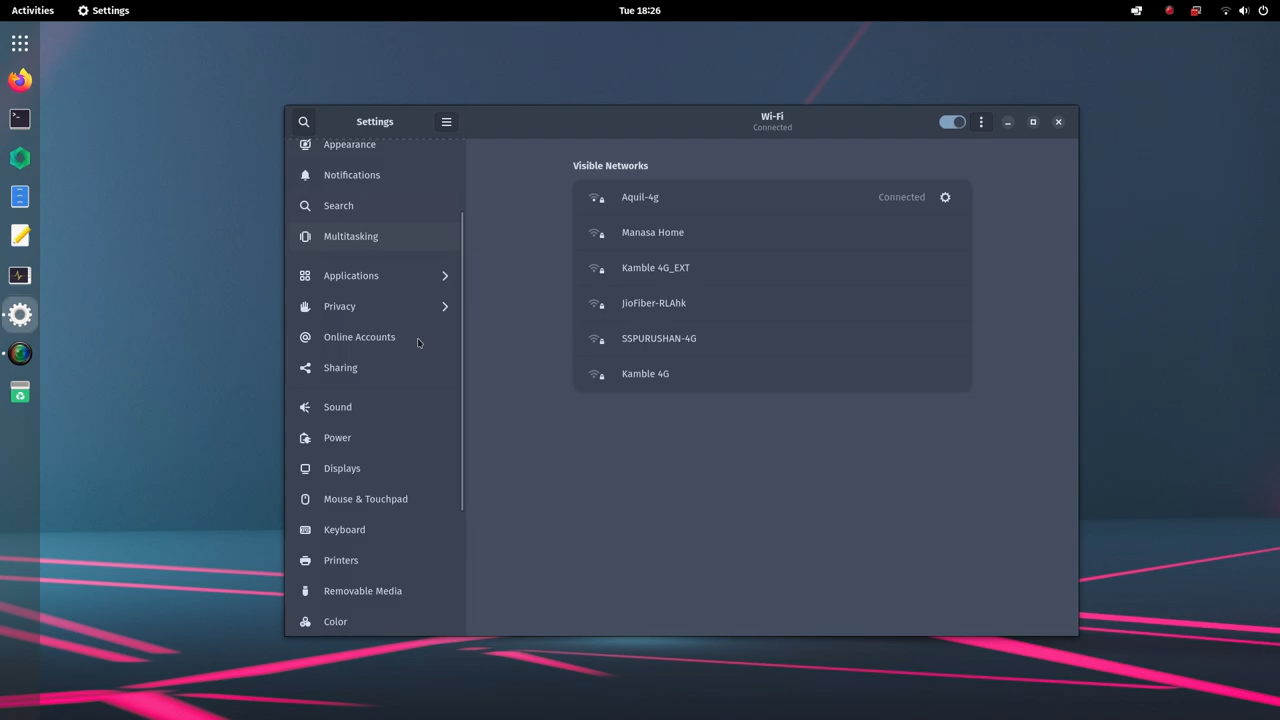 Activities
Settings
Tue 18:26
Settings
Wi-Fi
Connected
Appearance
Notifications
Search
Multitasking
Applications
Privacy
Online Accounts
Sharing
Sound
Power
Displays
Mouse & Touchpad
Keyboard
Printers
Removable Media
Color
Visible Networks
Aquil-4g
Connected
Manasa Home
Kamble 4G_EXT
JioFiber-RLAhk
SSPURUSHAN-4G
Kamble 4G